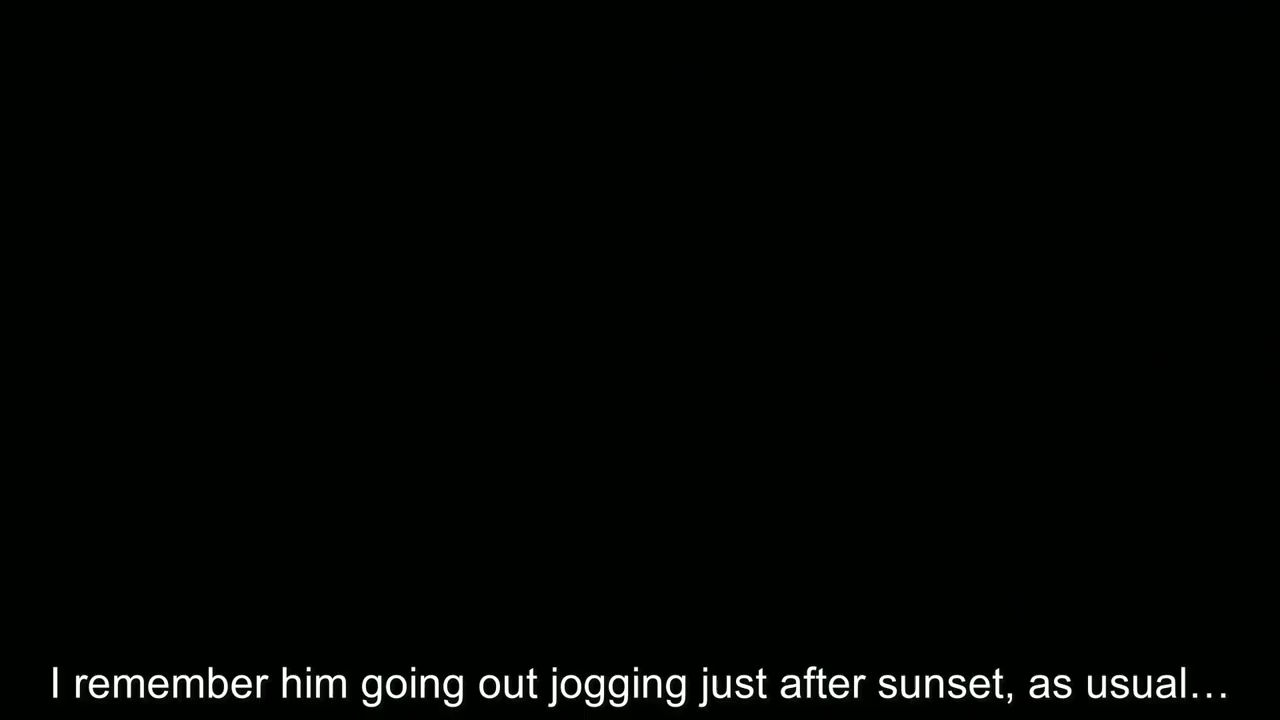 I remember him going out jogging just after sunset, as usual…